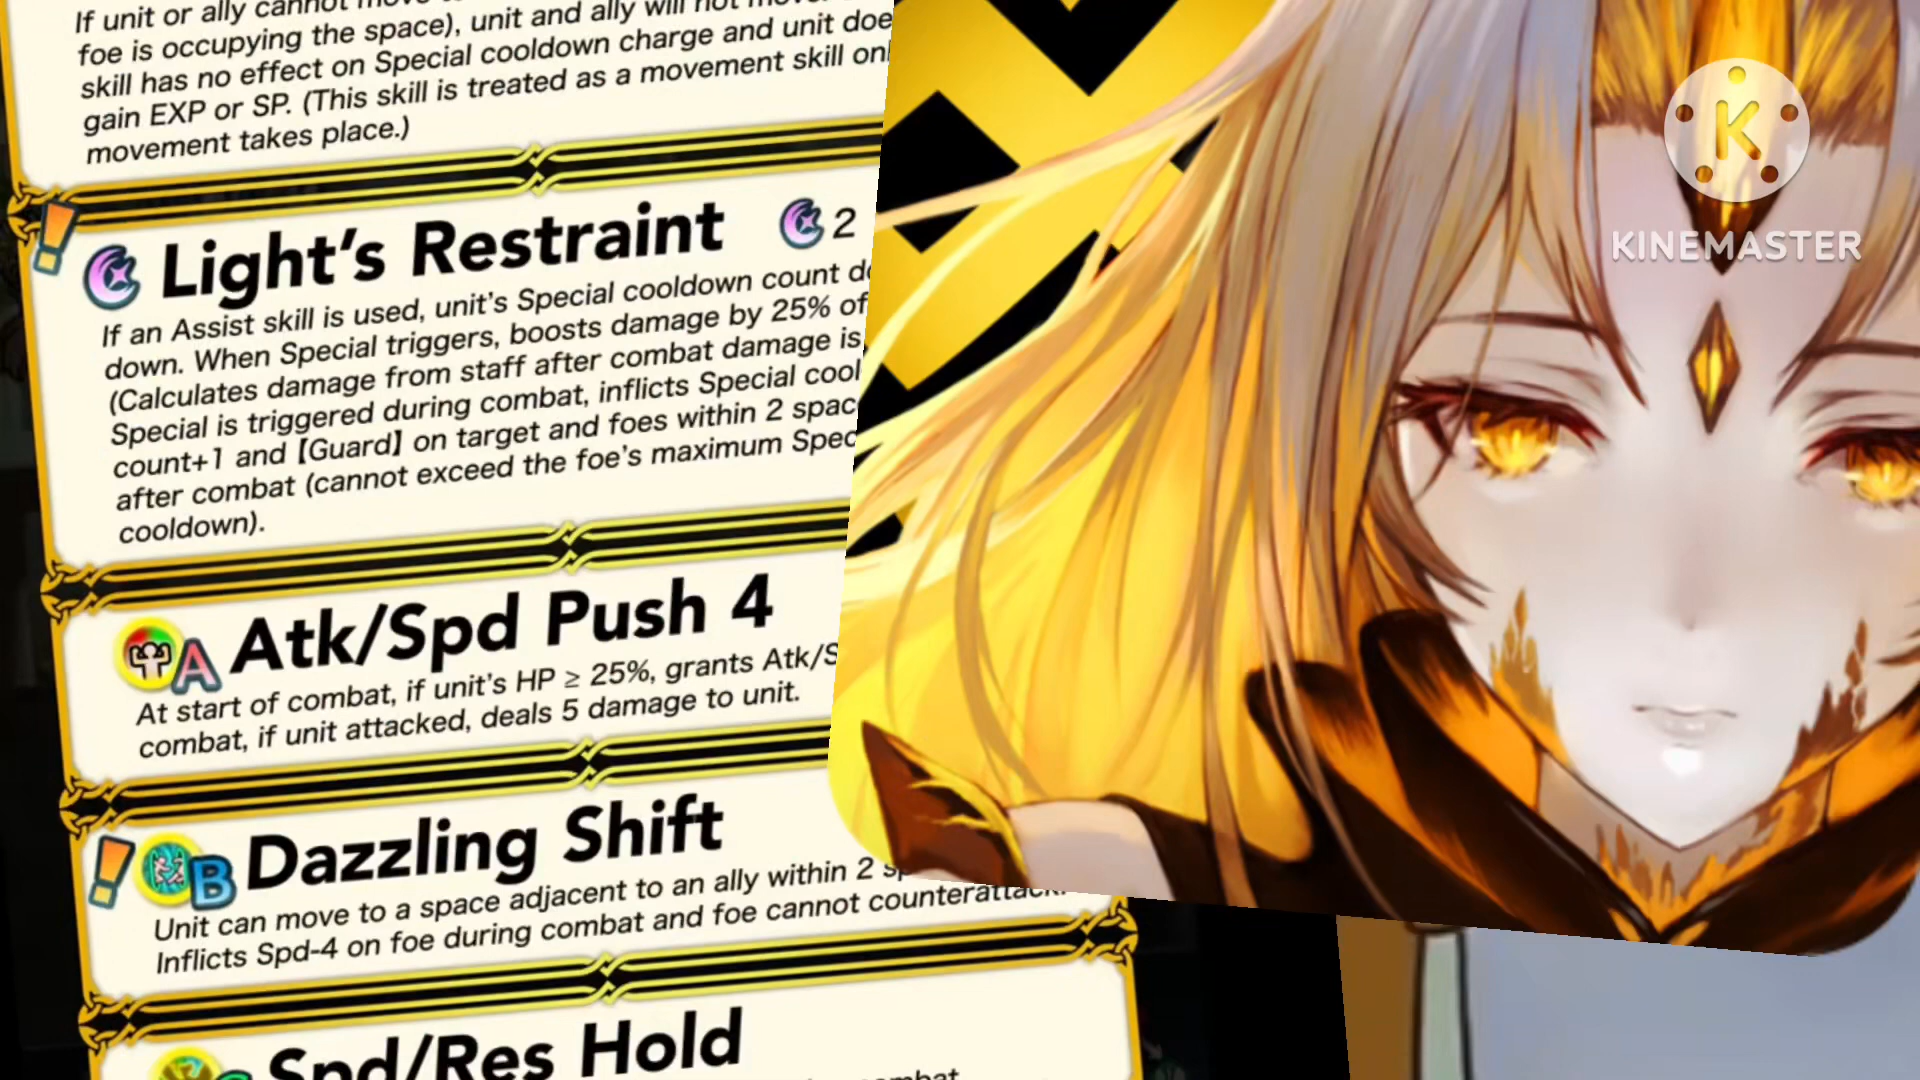 If unit or ally cannot
foe is occupying the space), unit and ally will not
skill has no effect on Special cooldown charge and unit doe
gain EXP or SP. (This skill is treated as a movement skill on
movement takes place.)
Light's Restraint 2
If an Assist skill is used, unit's Special cooldown count
down. When Special triggers, boosts damage by 25% of
(Calculates damage from staff after combat damage is
Special is triggered during combat, inflicts Special cool
count+1 and【Guard】on target and foes within 2 spac
after combat (cannot exceed the foe's maximum Spec
cooldown).
A Atk/Spd Push 4
At start of combat, if unit's HP ≥ 25%, grants Atk/S
combat, if unit attacked, deals 5 damage to unit.
B Dazzling Shift
Unit can move to a space adjacent to an ally within 2
Inflicts Spd-4 on foe during combat and foe cannot counterattack.
Spd/Res Hold
K
KINEMASTER